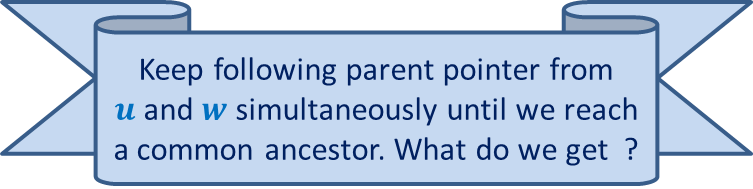 Keep following parent pointer from
u and w simultaneously until we reach
a common ancestor. What do we get ?